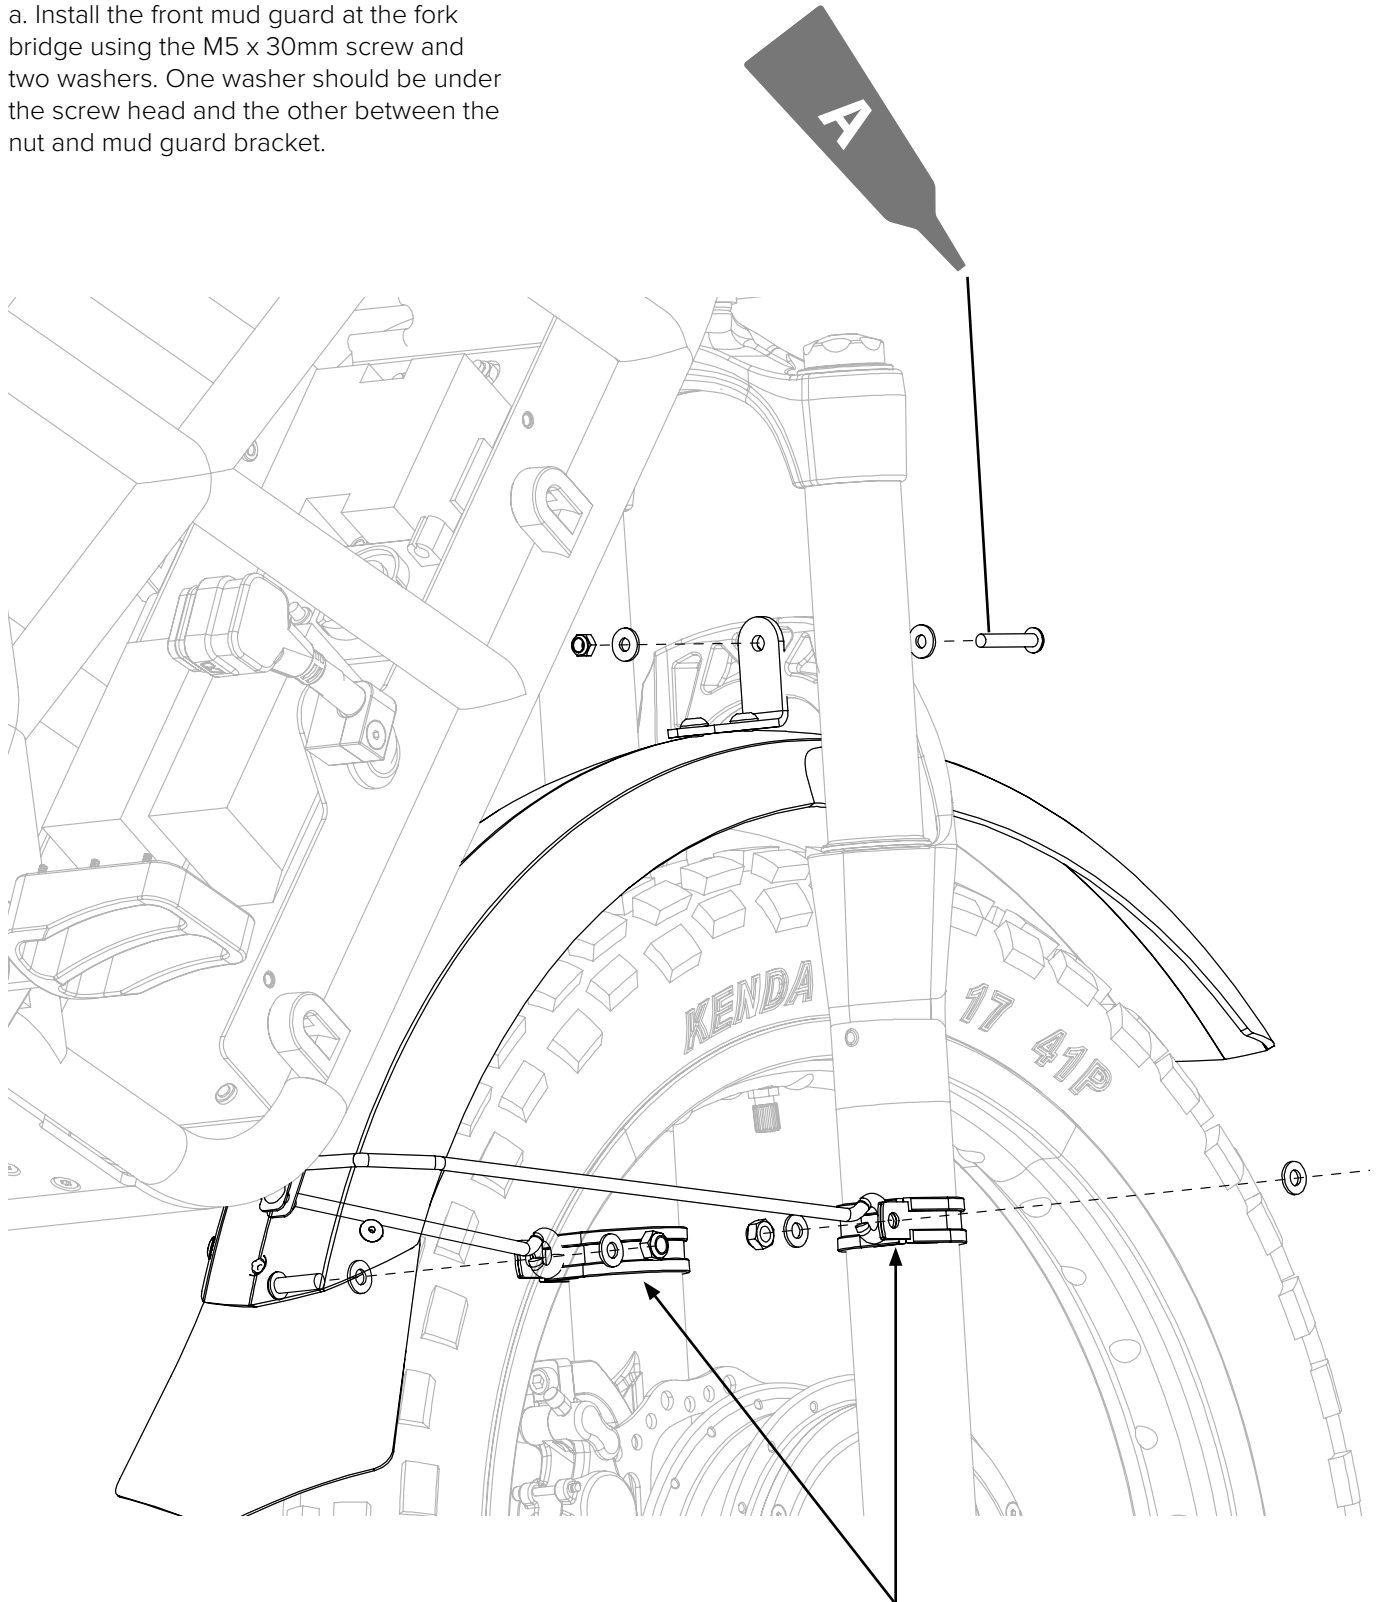 a. Install the front mud guard at the fork
bridge using the M5 x 30mm screw and
two washers. One washer should be under
the screw head and the other between the
nut and mud guard bracket.
A
KENDA
17 41P